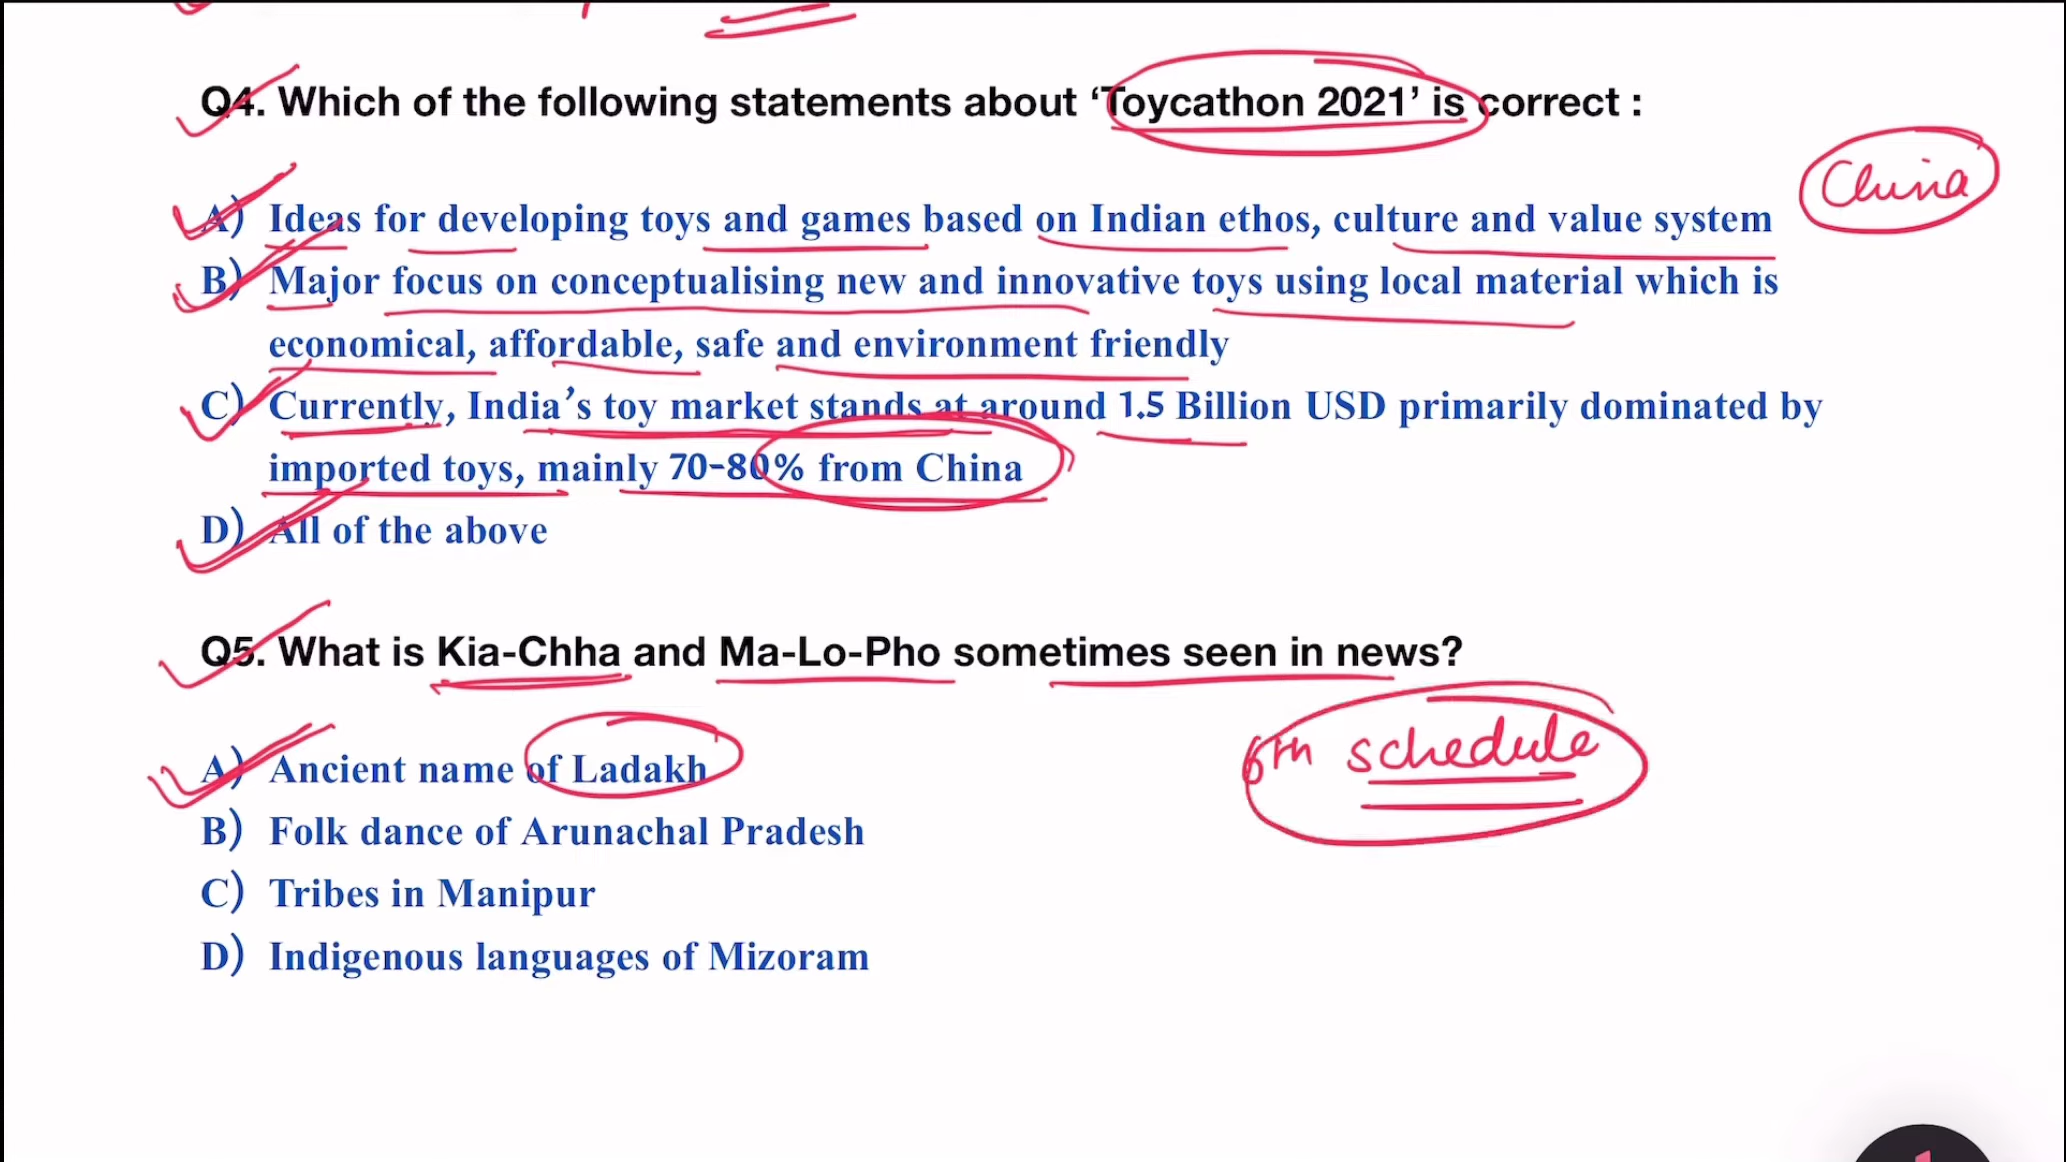 Q4. Which of the following statements about ‘Toycathon 2021’ is correct :
China
A) Ideas for developing toys and games based on Indian ethos, culture and value system
B) Major focus on conceptualising new and innovative toys using local material which is
economical, affordable, safe and environment friendly
C) Currently, India’s toy market stands at around 1.5 Billion USD primarily dominated by
imported toys, mainly 70-80% from China
D) All of the above
Q5. What is Kia-Chha and Ma-Lo-Pho sometimes seen in news?
6th schedule
A) Ancient name of Ladakh
B) Folk dance of Arunachal Pradesh
C) Tribes in Manipur
D) Indigenous languages of Mizoram